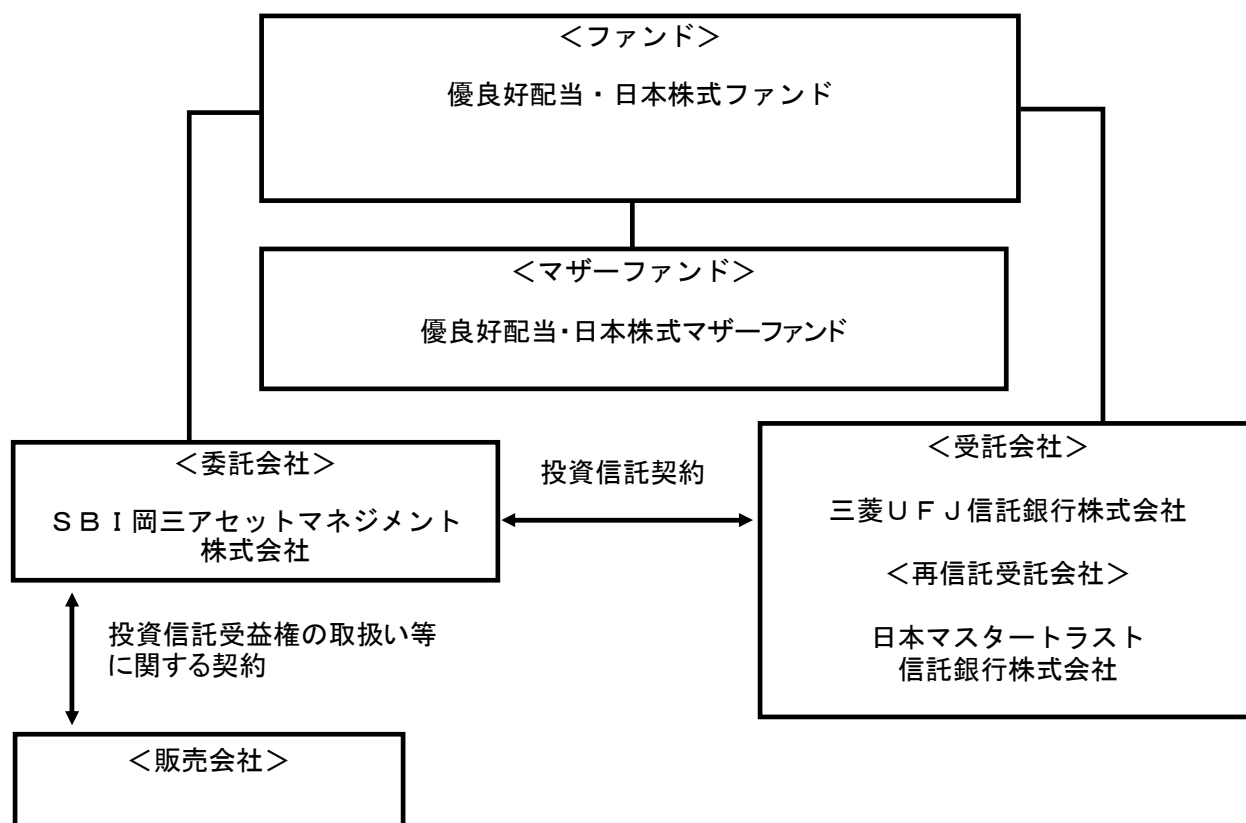 ＜ファンド＞
優良好配当・日本株式ファンド
＜マザーファンド＞
優良好配当・日本株式マザーファンド
＜委託会社＞
ＳＢＩ岡三アセットマネジメント
株式会社
投資信託契約
＜受託会社＞
三菱ＵＦＪ信託銀行株式会社
＜再信託受託会社＞
日本マスタートラスト
信託銀行株式会社
投資信託受益権の取扱い等
に関する契約
＜販売会社＞